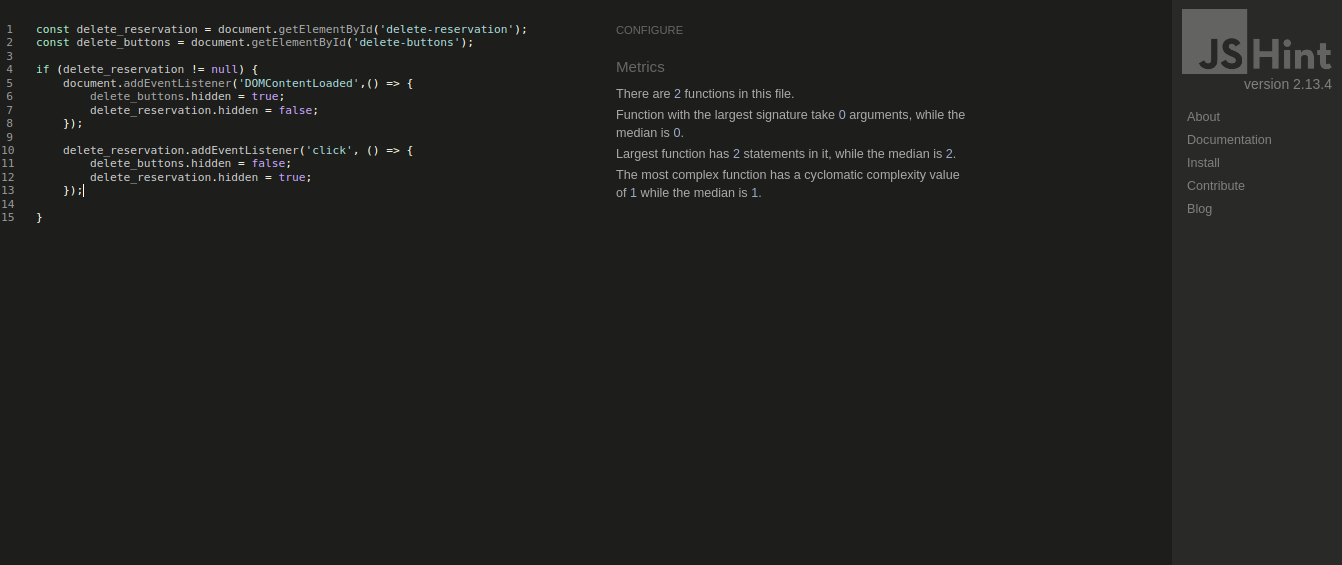 1 const delete_reservation = document.getElementById('delete-reservation');
2 const delete_buttons = document.getElementById('delete-buttons');
3
4 if (delete_reservation != null) {
5     document.addEventListener('DOMContentLoaded',() => {
6         delete_buttons.hidden = true;
7         delete_reservation.hidden = false;
8     });
9
10     delete_reservation.addEventListener('click', () => {
11         delete_buttons.hidden = false;
12         delete_reservation.hidden = true;
13     });
14
15 }
CONFIGURE
Metrics
There are 2 functions in this file.
Function with the largest signature take 0 arguments, while the
median is 0.
Largest function has 2 statements in it, while the median is 2.
The most complex function has a cyclomatic complexity value
of 1 while the median is 1.
JSHint
version 2.13.4
About
Documentation
Install
Contribute
Blog